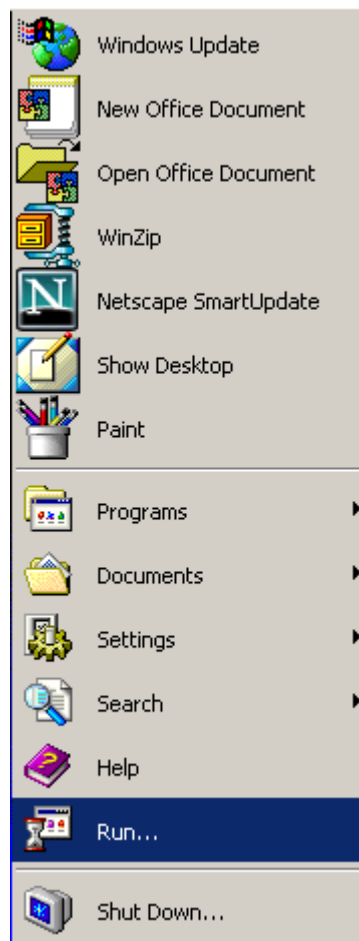 Windows Update
New Office Document
Open Office Document
WinZip
N
Netscape SmartUpdate
Show Desktop
Paint
Programs
Documents
Settings
Search
Help
Run...
Shut Down...